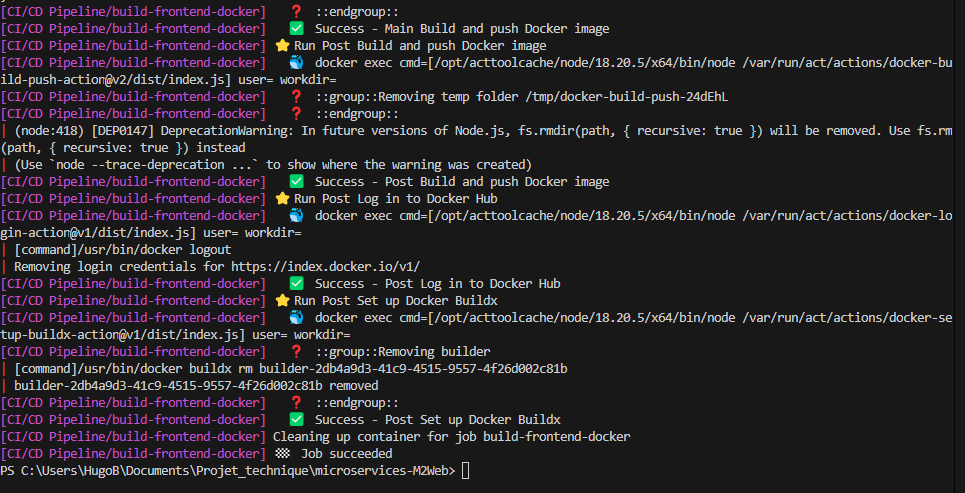 [CI/CD Pipeline/build-frontend-docker]   ❓  ::endgroup::
[CI/CD Pipeline/build-frontend-docker]   ✅  Success - Main Build and push Docker image
[CI/CD Pipeline/build-frontend-docker] ⭐ Run Post Build and push Docker image
[CI/CD Pipeline/build-frontend-docker]   🐳  docker exec cmd=[/opt/acttoolcache/node/18.20.5/x64/bin/node /var/run/act/actions/docker-bu
ild-push-action@v2/dist/index.js] user= workdir=
[CI/CD Pipeline/build-frontend-docker]   ❓  ::group::Removing temp folder /tmp/docker-build-push-24dEhL
[CI/CD Pipeline/build-frontend-docker]   ❓  ::endgroup::
| (node:418) [DEP0147] DeprecationWarning: In future versions of Node.js, fs.rmdir(path, { recursive: true }) will be removed. Use fs.rm
(path, { recursive: true }) instead
| (Use `node --trace-deprecation ...` to show where the warning was created)
[CI/CD Pipeline/build-frontend-docker]   ✅  Success - Post Build and push Docker image
[CI/CD Pipeline/build-frontend-docker] ⭐ Run Post Log in to Docker Hub
[CI/CD Pipeline/build-frontend-docker]   🐳  docker exec cmd=[/opt/acttoolcache/node/18.20.5/x64/bin/node /var/run/act/actions/docker-lo
gin-action@v1/dist/index.js] user= workdir=
| [command]/usr/bin/docker logout
| Removing login credentials for https://index.docker.io/v1/
[CI/CD Pipeline/build-frontend-docker]   ✅  Success - Post Log in to Docker Hub
[CI/CD Pipeline/build-frontend-docker] ⭐ Run Post Set up Docker Buildx
[CI/CD Pipeline/build-frontend-docker]   🐳  docker exec cmd=[/opt/acttoolcache/node/18.20.5/x64/bin/node /var/run/act/actions/docker-se
tup-buildx-action@v1/dist/index.js] user= workdir=
[CI/CD Pipeline/build-frontend-docker]   ❓  ::group::Removing builder
| [command]/usr/bin/docker buildx rm builder-2db4a9d3-41c9-4515-9557-4f26d002c81b
| builder-2db4a9d3-41c9-4515-9557-4f26d002c81b removed
[CI/CD Pipeline/build-frontend-docker]   ❓  ::endgroup::
[CI/CD Pipeline/build-frontend-docker]   ✅  Success - Post Set up Docker Buildx
[CI/CD Pipeline/build-frontend-docker] Cleaning up container for job build-frontend-docker
[CI/CD Pipeline/build-frontend-docker] 🏁  Job succeeded
PS C:\Users\HugoB\Documents\Projet_technique\microservices-M2Web>